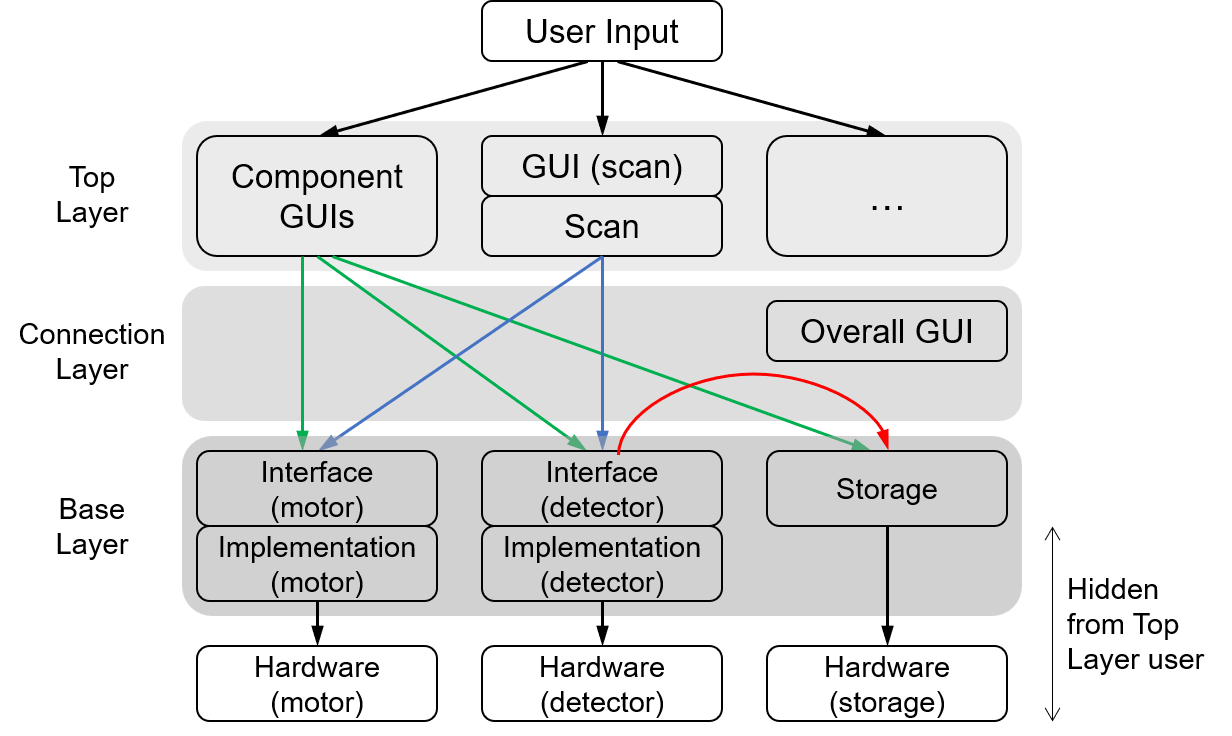 User Input
Top
Layer
Component
GUIs
GUI (scan)
Scan
...
Connection
Layer
Overall GUI
Base
Layer
Interface
(motor)
Implementation
(motor)
Interface
(detector)
Implementation
(detector)
Storage
Hardware
(motor)
Hardware
(detector)
Hardware
(storage)
Hidden
from Top
Layer user